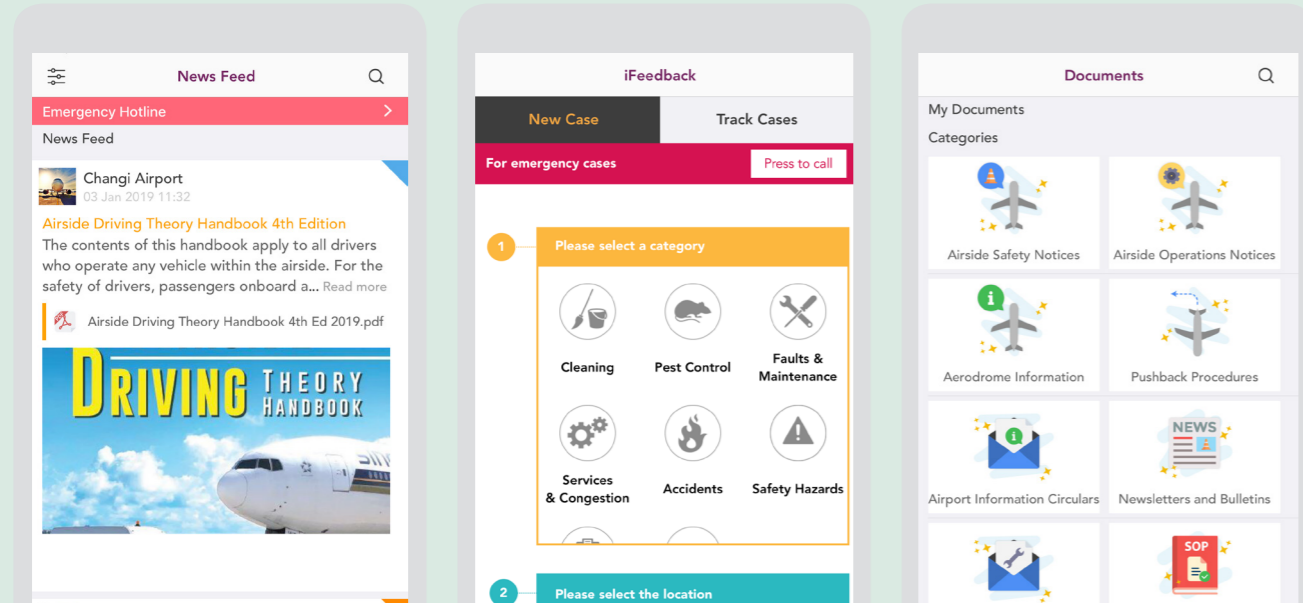 News Feed
Emergency Hotline
News Feed
Changi Airport
03 Jan 2019 11:32
Airside Driving Theory Handbook 4th Edition
The contents of this handbook apply to all drivers
who operate any vehicle within the airside. For the
safety of drivers, passengers onboard a... Read more
Airside Driving Theory Handbook 4th Ed 2019.pdf
DRIVING THEORY
HANDBOOK
iFeedback
New Case
Track Cases
For emergency cases
Press to call
1
Please select a category
Cleaning
Pest Control
Faults &
Maintenance
Services
& Congestion
Accidents
Safety Hazards
2
Please select the location
Documents
My Documents
Categories
Airside Safety Notices
Airside Operations Notices
Aerodrome Information
Pushback Procedures
NEWS
Airport Information Circulars
Newsletters and Bulletins
SOP